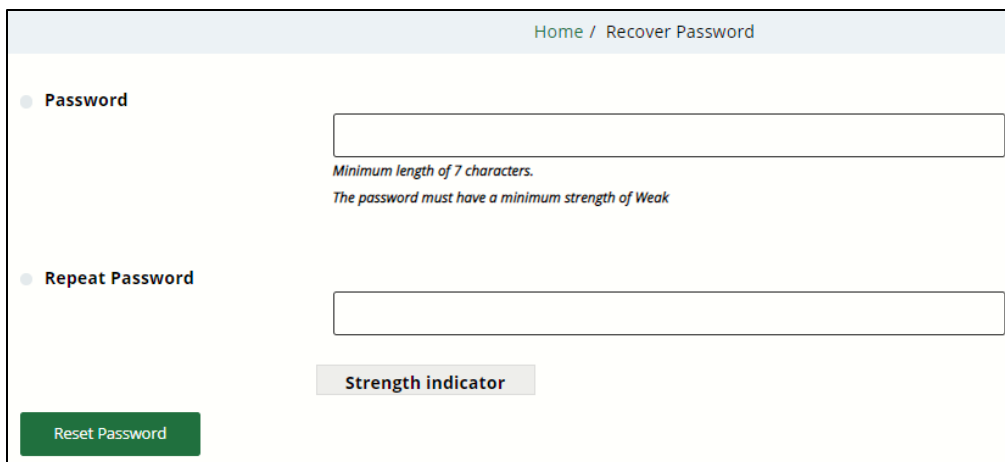 Home / Recover Password
Password
Minimum length of 7 characters.
The password must have a minimum strength of Weak
Repeat Password
Strength indicator
Reset Password